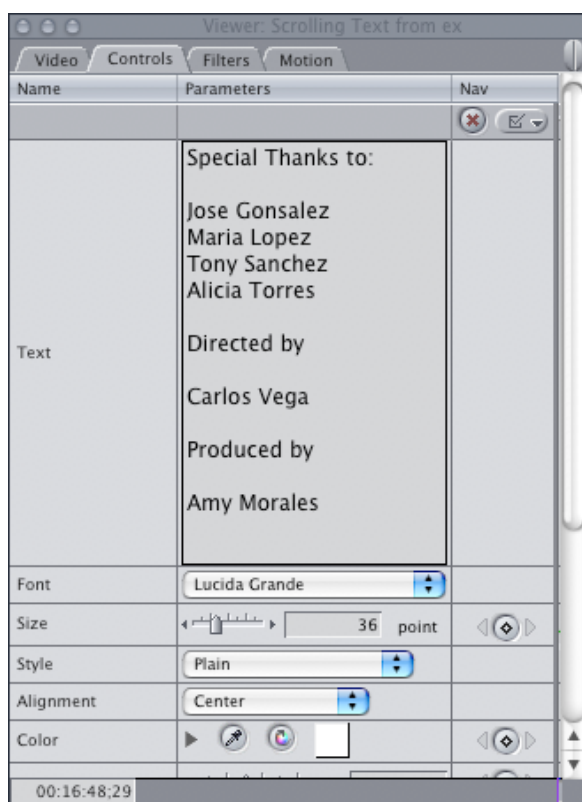 Viewer: Scrolling Text from ex
Video Controls Filters Motion
Name Parameters Nav
Text
Special Thanks to:
Jose Gonsalez
Maria Lopez
Tony Sanchez
Alicia Torres
Directed by
Carlos Vega
Produced by
Amy Morales
Font Lucida Grande
Size 36 point
Style Plain
Alignment Center
Color
00:16:48;29